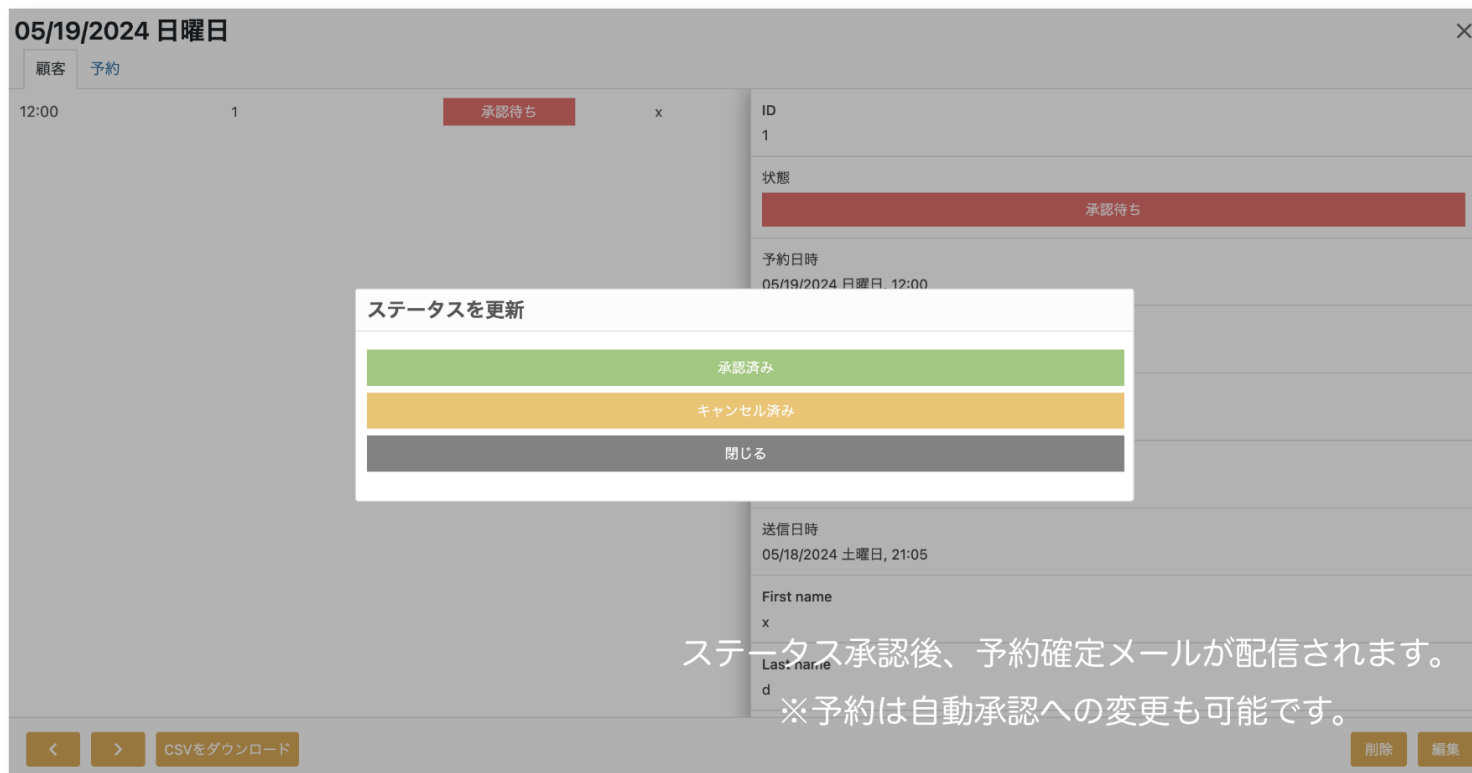 05/19/2024 日曜日
×
顧客 予約
12:00 1 承認待ち x
ID
1
状態
承認待ち
予約日時
05/19/2024 日曜日, 12:00
ステータスを更新
承認済み
キャンセル済み
閉じる
送信日時
05/18/2024 土曜日, 21:05
First name
x
Last name
d
ステータス承認後、予約確定メールが配信されます。
※予約は自動承認への変更も可能です。
< > CSVをダウンロード 削除 編集